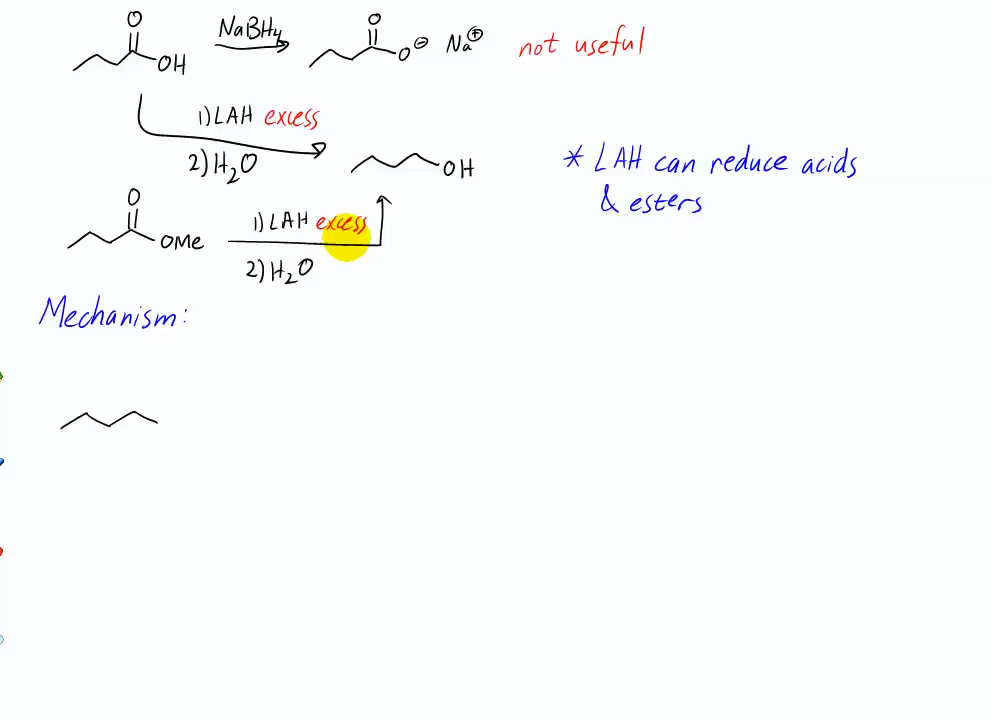 O O
NaBH4 O⊖ Na⊕ not useful
OH
1) LAH excess
2) H2O
OH
* LAH can reduce acids
& esters
O
OMe
1) LAH excess
2) H2O
Mechanism: